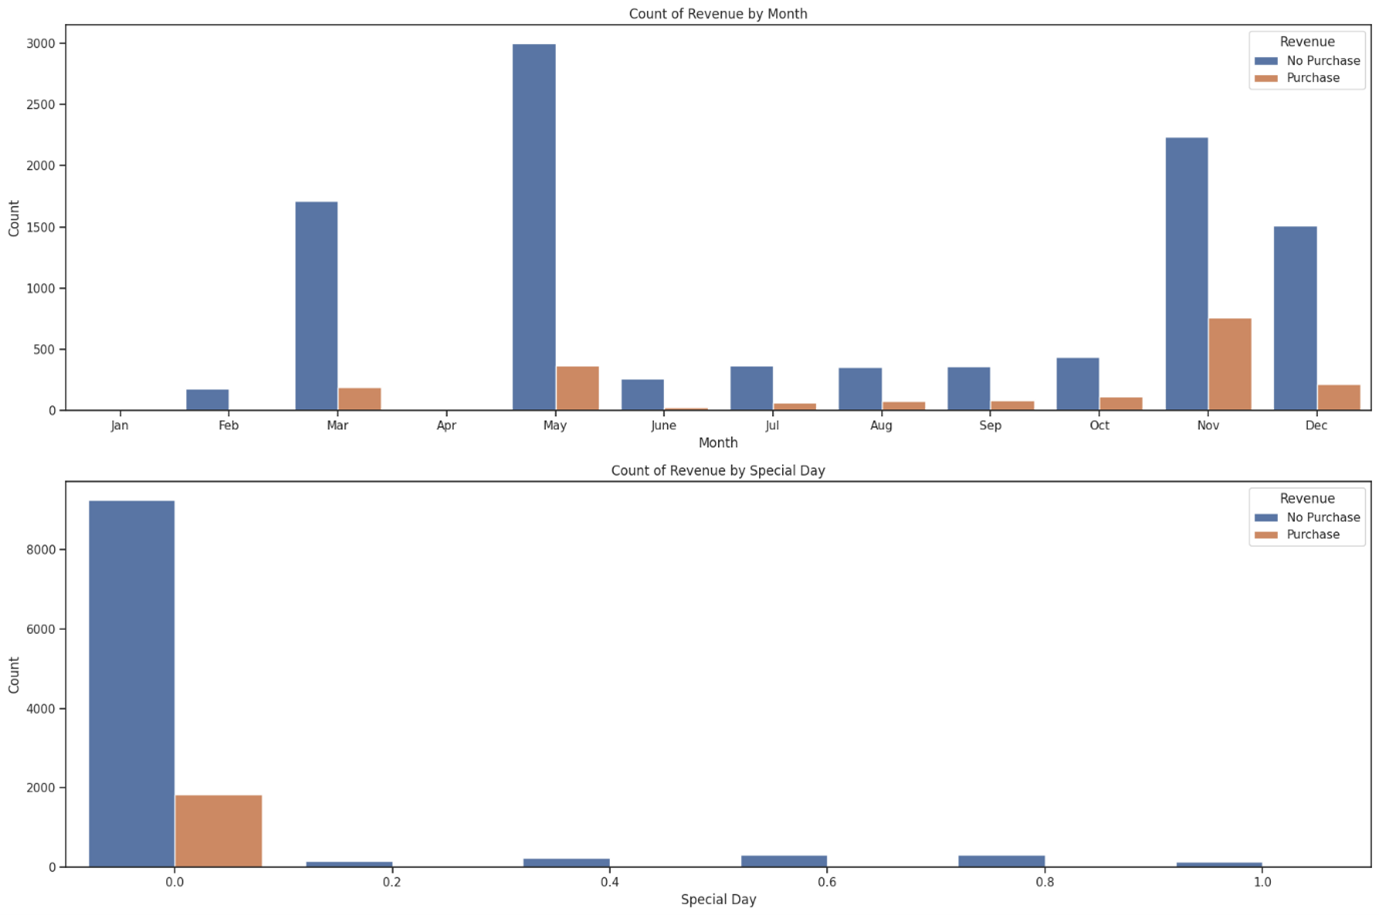 Count of Revenue by Month
Revenue
No Purchase
Purchase
3000
2500
2000
1500
1000
500
0
Count
Jan Feb Mar Apr May June Jul Aug Sep Oct Nov Dec
Month
Count of Revenue by Special Day
Revenue
No Purchase
Purchase
8000
6000
4000
2000
0
Count
0.0 0.2 0.4 0.6 0.8 1.0
Special Day